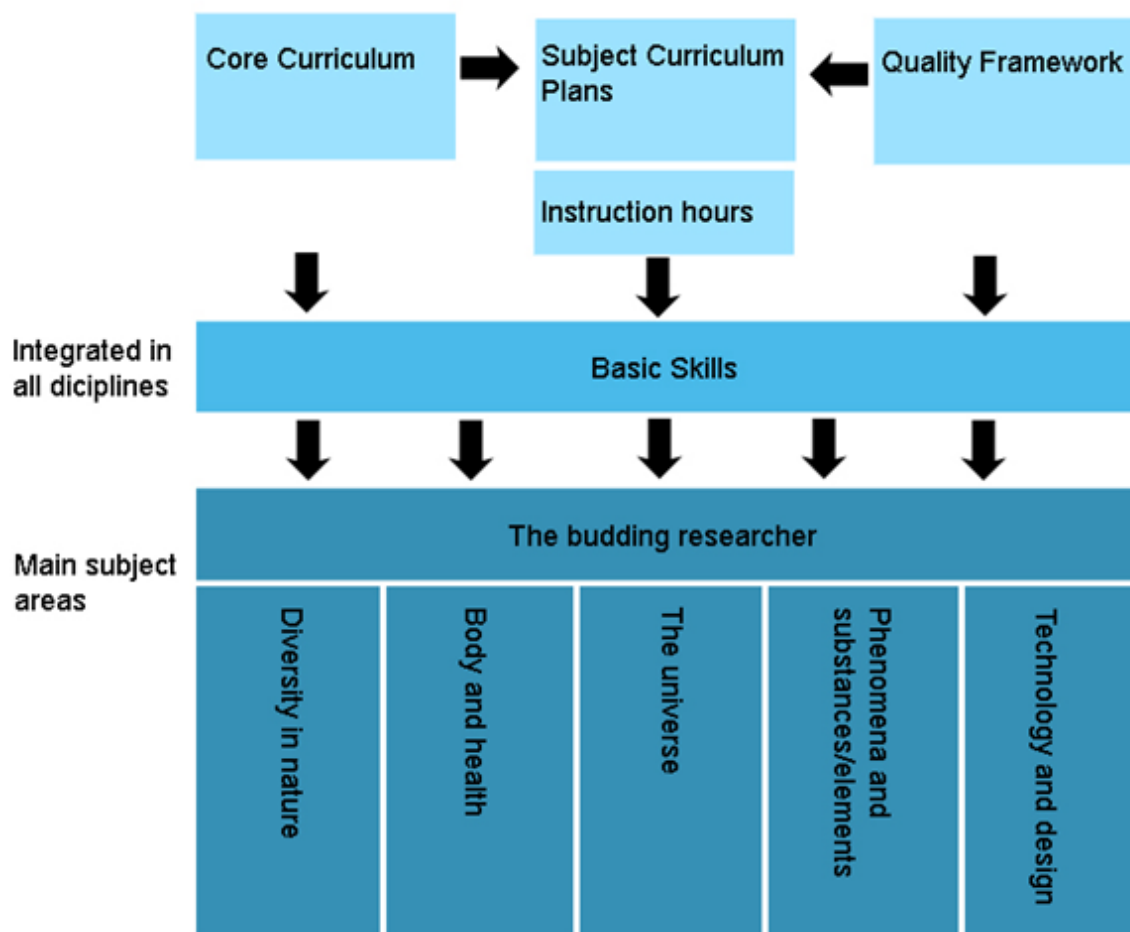 Core Curriculum
Subject Curriculum
Plans
Quality Framework
Instruction hours
Integrated in
all diciplines
Basic Skills
The budding researcher
Main subject
areas
Diversity in nature
Body and health
The universe
Phenomena and
substances/elements
Technology and design